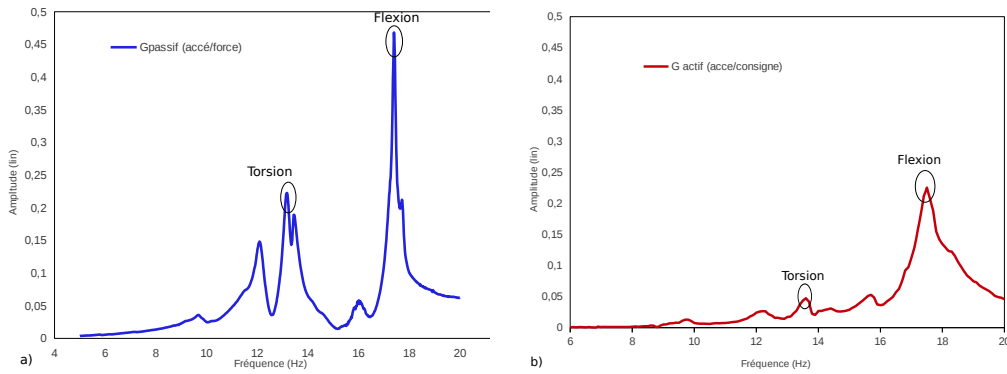 Flexion
0,5
0,45
0,4
0,35
0,3
0,25
0,2
0,15
0,1
0,05
0
Amplitude (lin)
Gpassif (accé/force)
Torsion
4 6 8 10 12 14 16 18 20
Fréquence (Hz)
a)
0,5
0,45
0,4
0,35
0,3
0,25
0,2
0,15
0,1
0,05
0
Amplitude (lin)
G actif (acce/consigne)
Flexion
Torsion
6 8 10 12 14 16 18 20
Fréquence (Hz)
b)